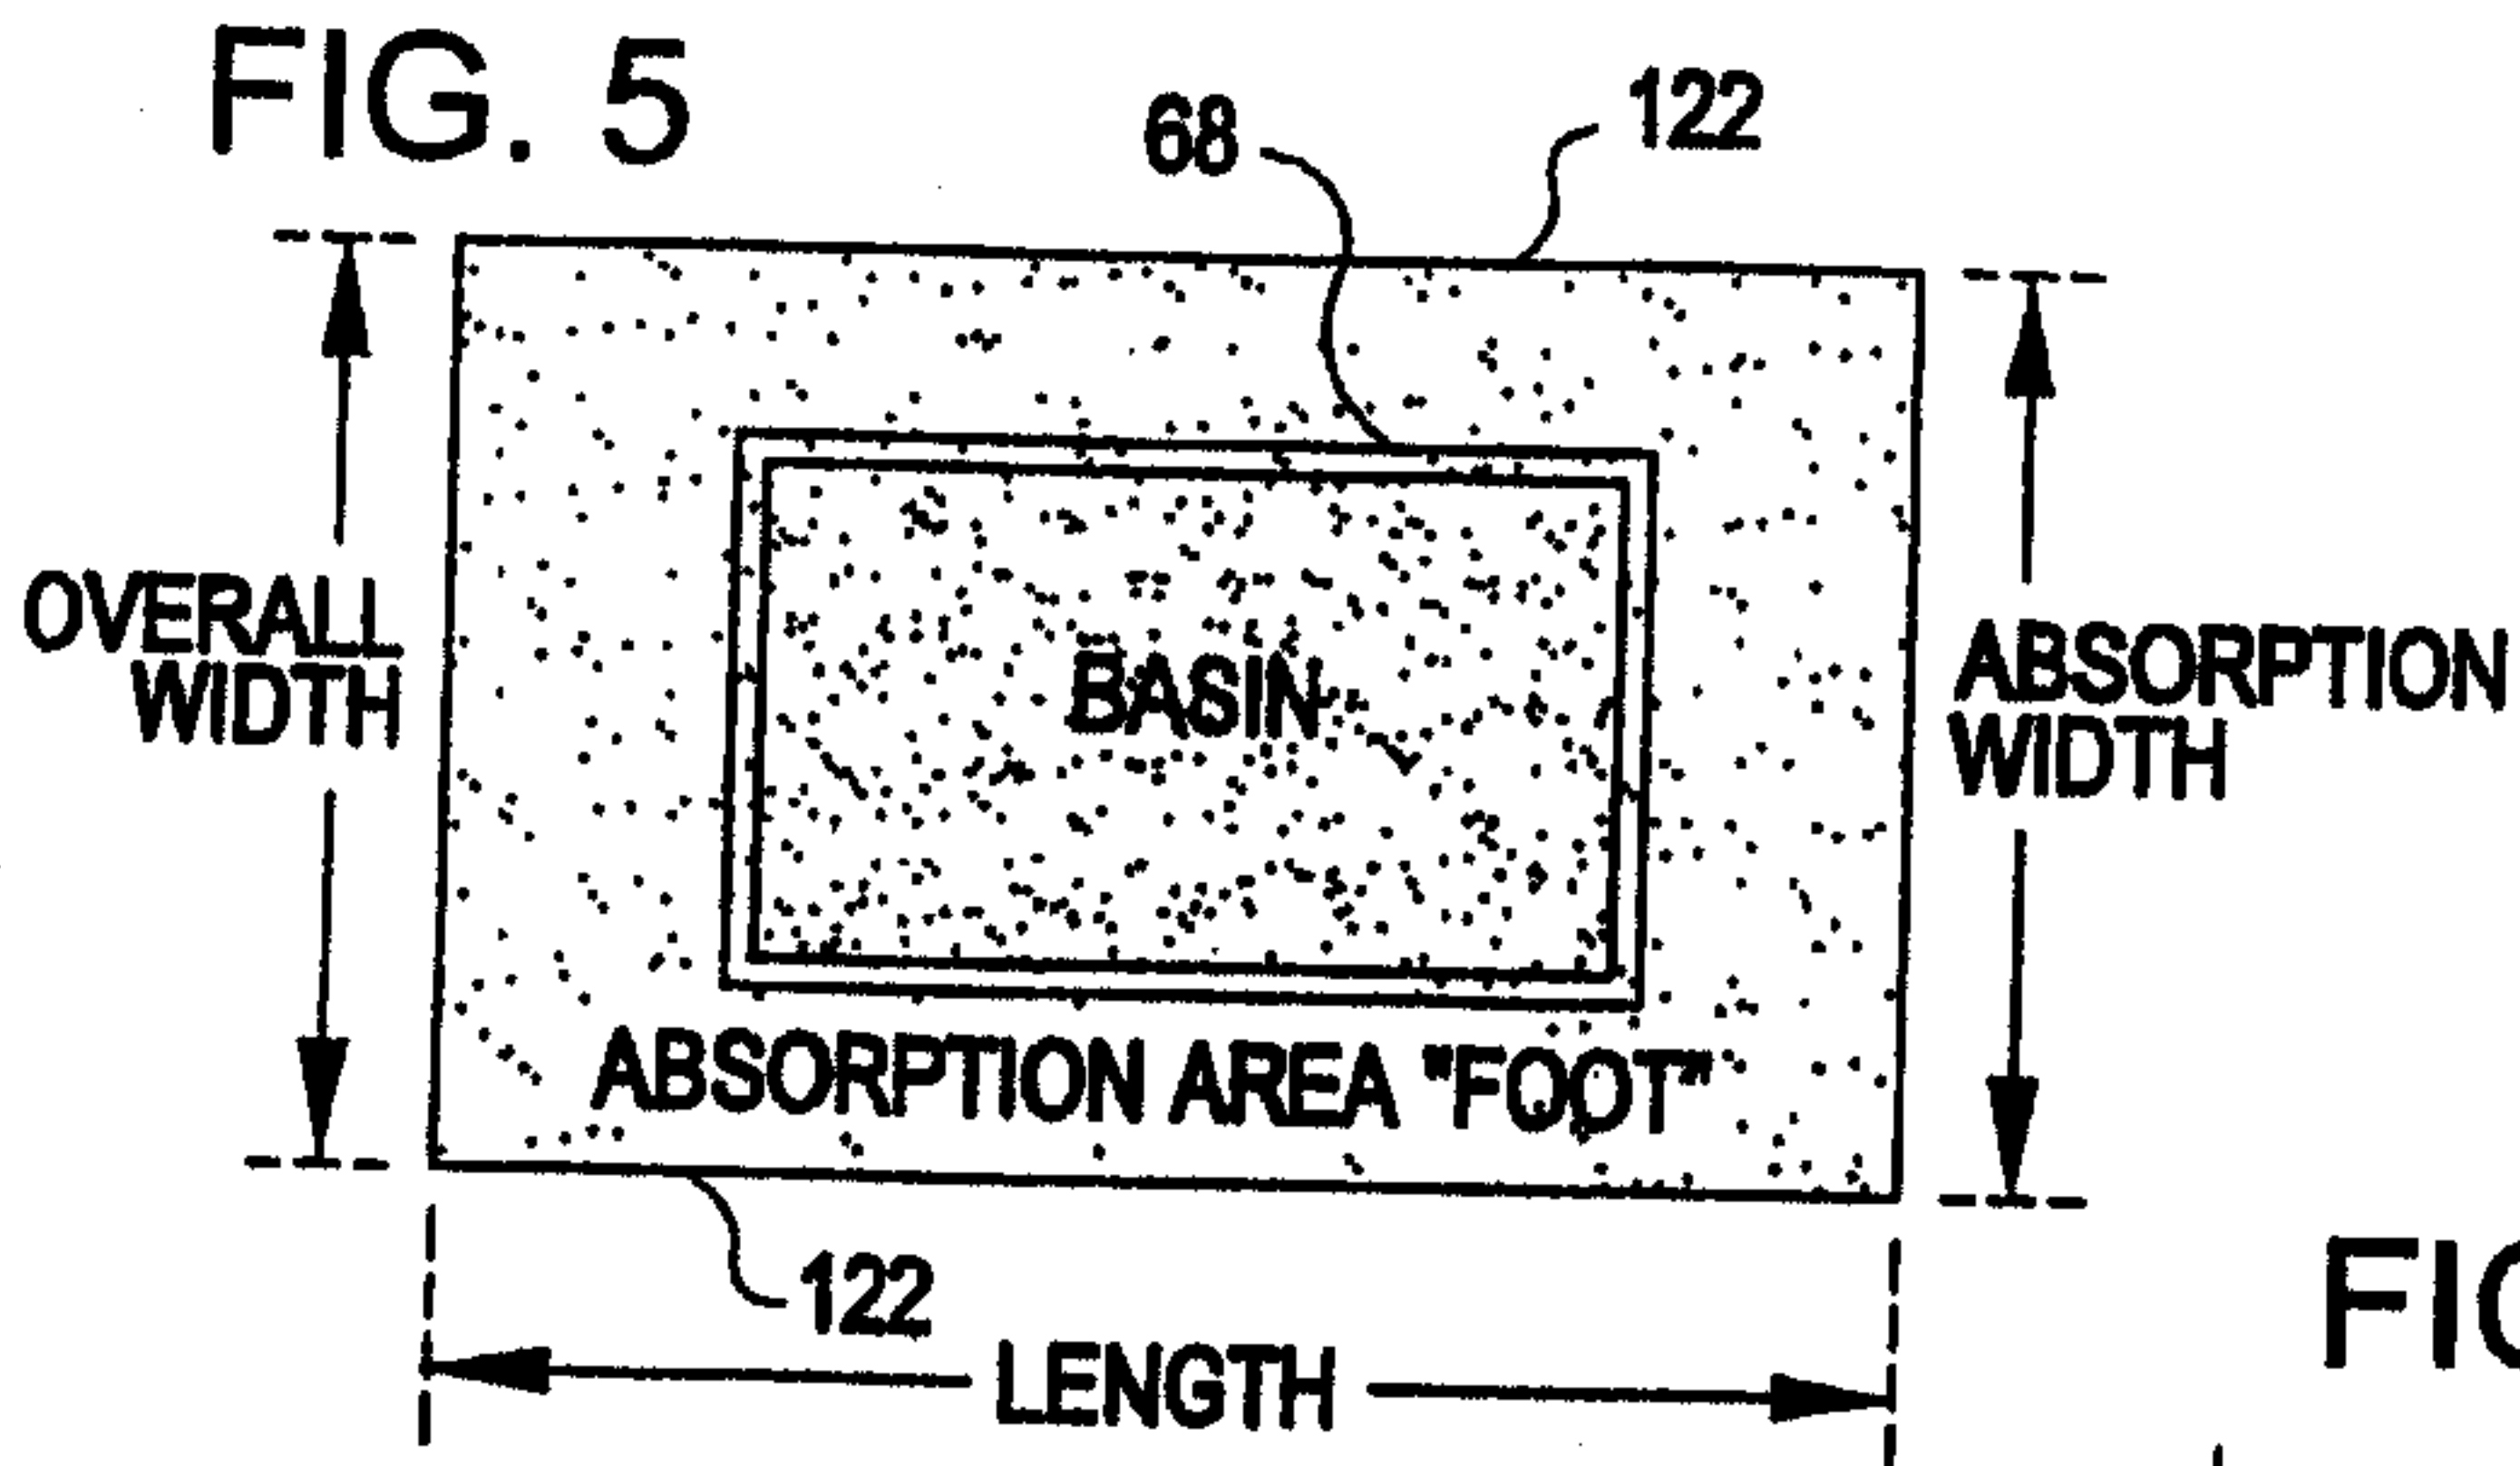 FIG. 5
68
122
OVERALL
WIDTH
BASIN
ABSORPTION
WIDTH
ABSORPTION AREA "FOOT"
122
LENGTH